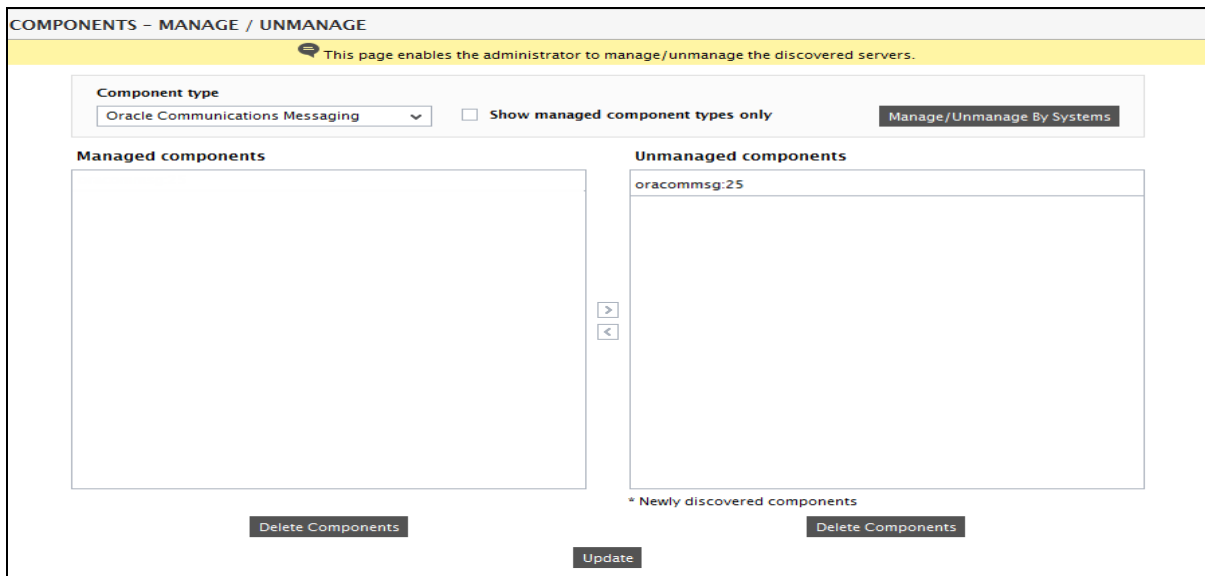 COMPONENTS - MANAGE / UNMANAGE
This page enables the administrator to manage/unmanage the discovered servers.
Component type
Oracle Communications Messaging
Show managed component types only
Manage/Unmanage By Systems
Managed components
Unmanaged components
oracommsg:25
>
<
* Newly discovered components
Delete Components
Delete Components
Update